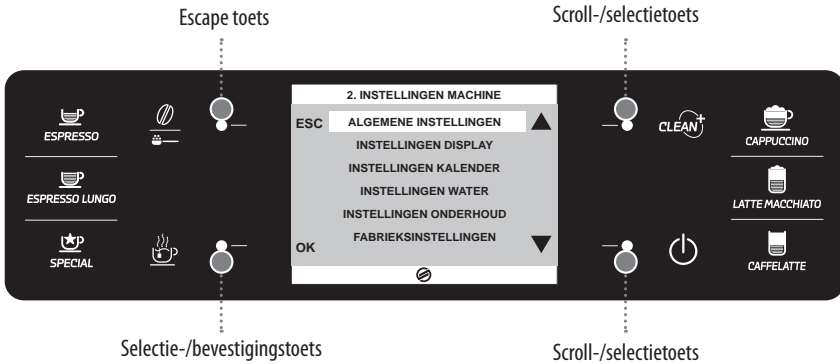 Escape toets
Scroll-/selectietoets
2. INSTELLINGEN MACHINE
ESC
ALGEMENE INSTELLINGEN
INSTELLINGEN DISPLAY
INSTELLINGEN KALENDER
INSTELLINGEN WATER
INSTELLINGEN ONDERHOUD
FABRIEKSINSTELLINGEN
OK
ESPRESSO
ESPRESSO LUNGO
SPECIAL
CLEAN+
CAPPUCCINO
LATTE MACCHIATO
CAFFELATTE
Selectie-/bevestigingstoets
Scroll-/selectietoets